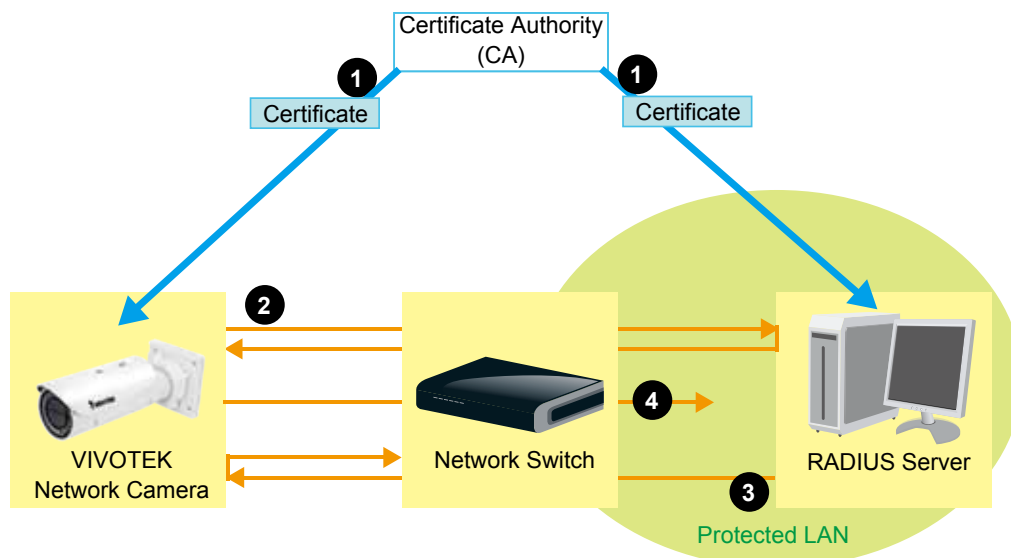 Certificate Authority
(CA)
1
1
Certificate
Certificate
2
4
VIVOTEK
Network Camera
Network Switch
RADIUS Server
3
Protected LAN